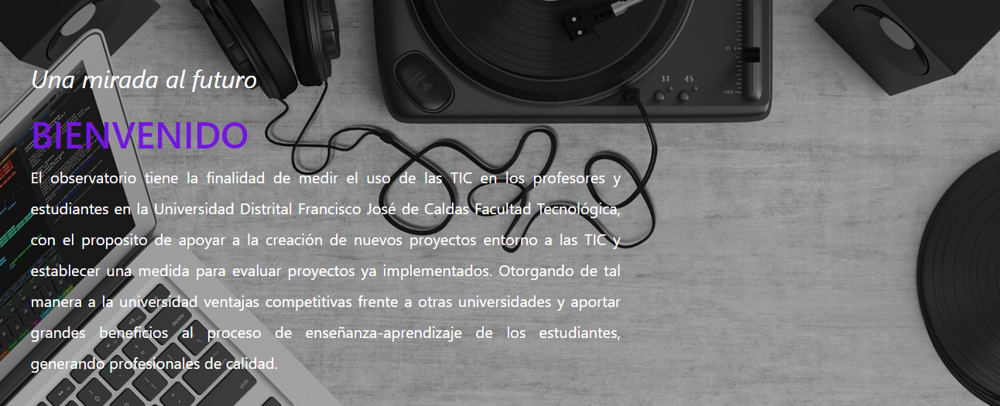 Una mirada al futuro
BIENVENIDO
El observatorio tiene la finalidad de medir el uso de las TIC en los profesores y
estudiantes en la Universidad Distrital Francisco José de Caldas Facultad Tecnológica,
con el proposito de apoyar a la creación de nuevos proyectos entorno a las TIC y
establecer una medida para evaluar proyectos ya implementados. Otorgando de tal
manera a la universidad ventajas competitivas frente a otras universidades y aportar
grandes beneficios al proceso de enseñanza-aprendizaje de los estudiantes,
generando profesionales de calidad.
33 45
delete
shift